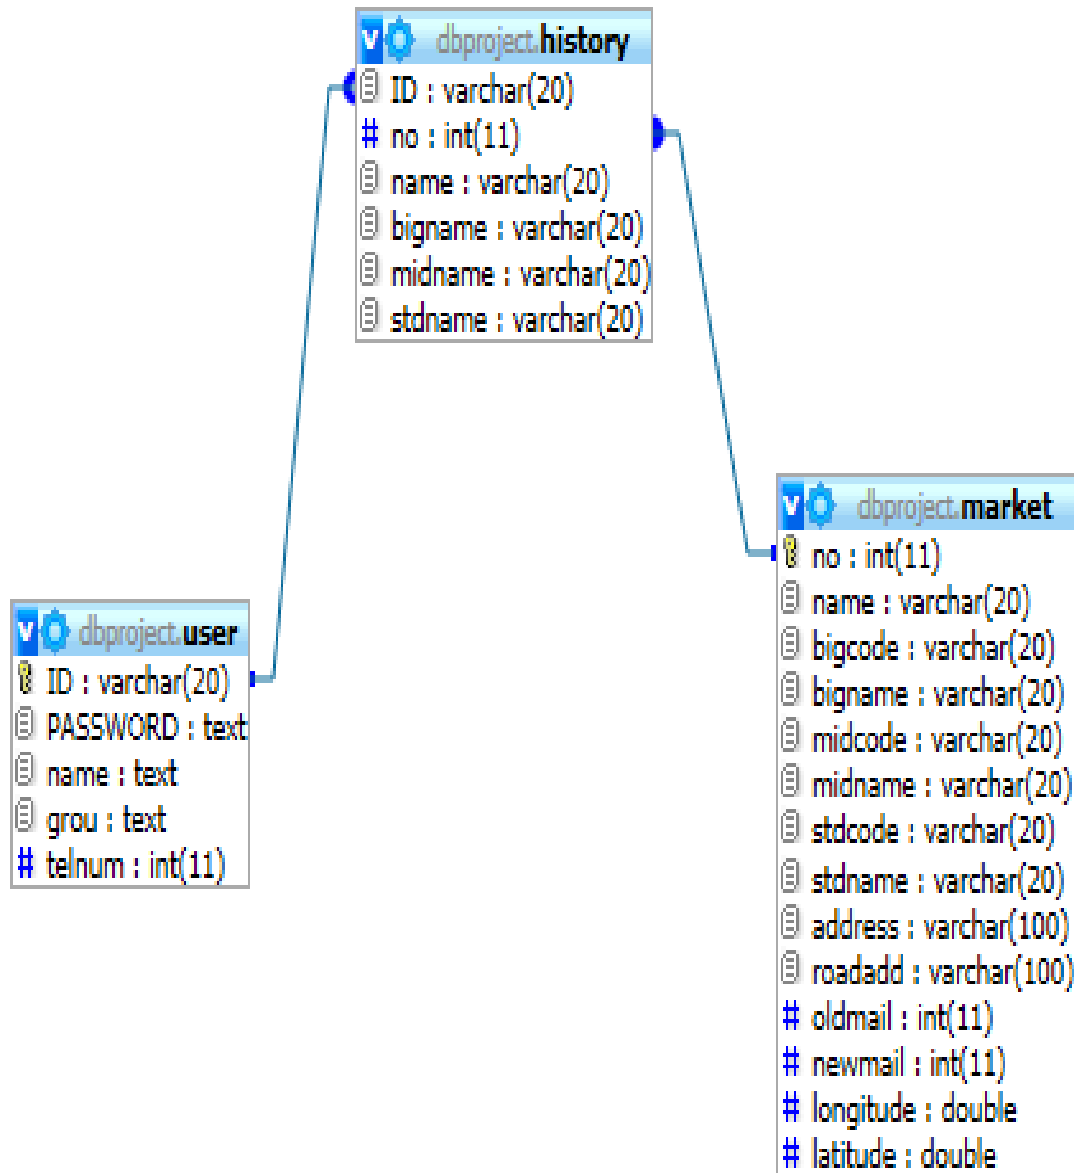 dbproject.history
ID : varchar(20)
# no : int(11)
name : varchar(20)
bigname : varchar(20)
midname : varchar(20)
stdname : varchar(20)
dbproject.user
ID : varchar(20)
PASSWORD : text
name : text
grou : text
# telnum : int(11)
dbproject.market
no : int(11)
name : varchar(20)
bigcode : varchar(20)
bigname : varchar(20)
midcode : varchar(20)
midname : varchar(20)
stdcode : varchar(20)
stdname : varchar(20)
address : varchar(100)
roadadd : varchar(100)
# oldmail : int(11)
# newmail : int(11)
# longitude : double
# latitude : double